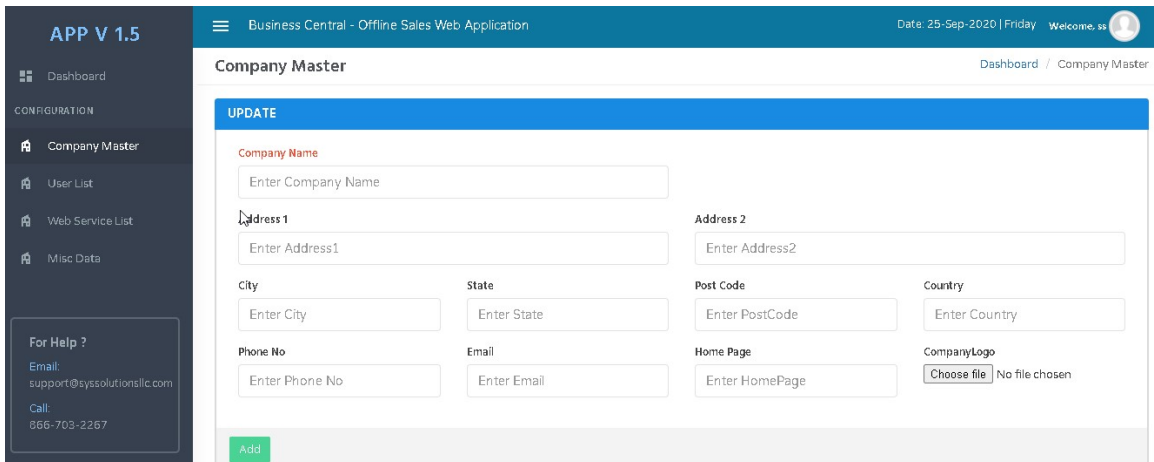 APP V 1.5
Dashboard
CONFIGURATION
Company Master
User List
Web Service List
Misc Data
For Help ?
Email:
support@syssolutionsllc.com
Call:
866-703-2267
Business Central - Offline Sales Web Application
Date: 25-Sep-2020 | Friday Welcome, ss
Company Master
Dashboard / Company Master
UPDATE
Company Name
Enter Company Name
Address 1 Address 2
Enter Address1 Enter Address2
City State Post Code Country
Enter City Enter State Enter PostCode Enter Country
Phone No Email Home Page CompanyLogo
Enter Phone No Enter Email Enter HomePage Choose file No file chosen
Add